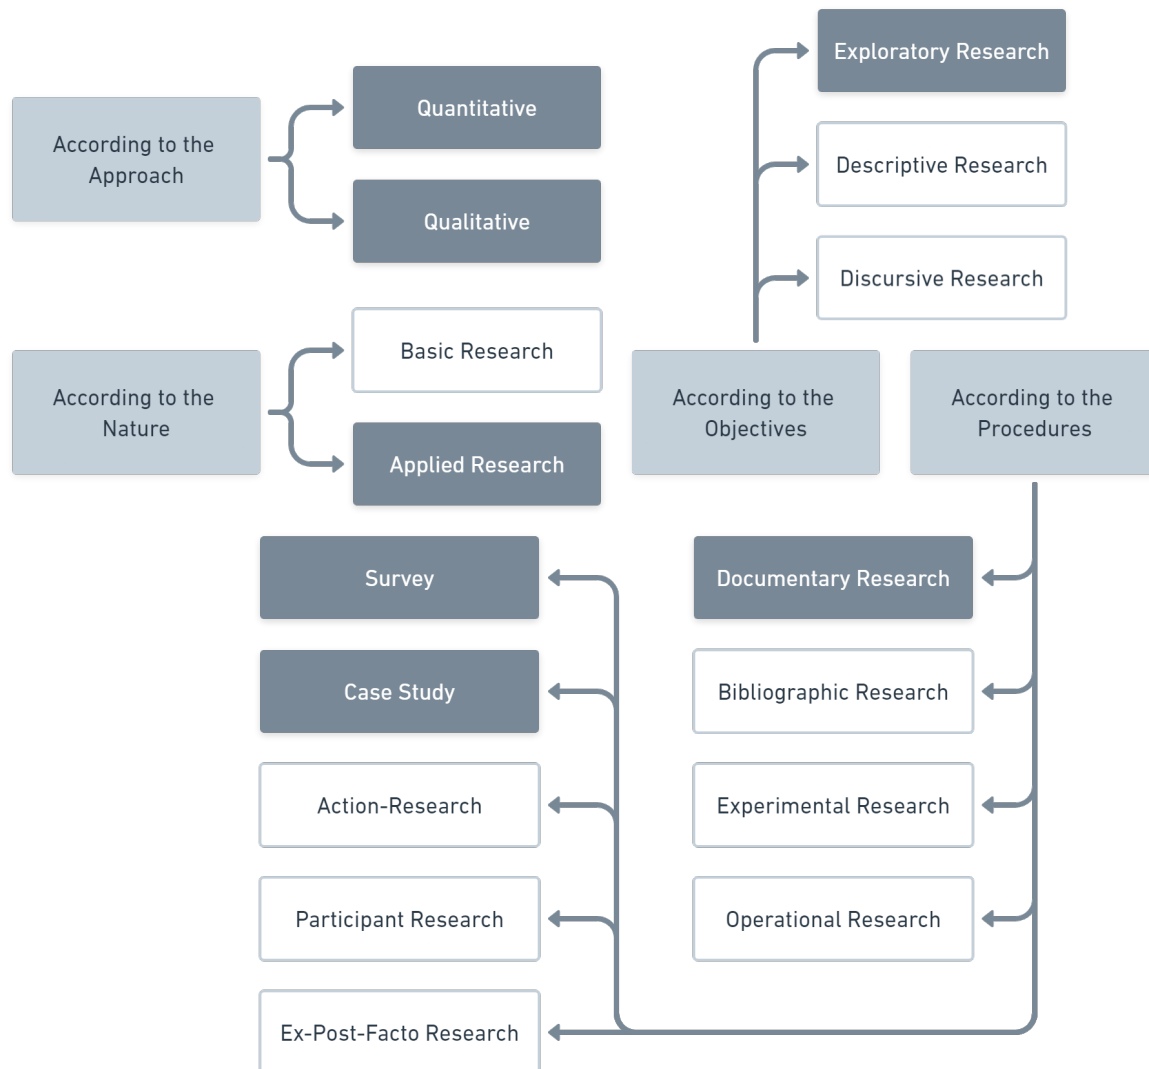 According to the
Approach
Quantitative
Qualitative
According to the
Nature
Basic Research
Applied Research
Exploratory Research
Descriptive Research
Discursive Research
According to the
Objectives
According to the
Procedures
Documentary Research
Bibliographic Research
Experimental Research
Operational Research
Survey
Case Study
Action-Research
Participant Research
Ex-Post-Facto Research